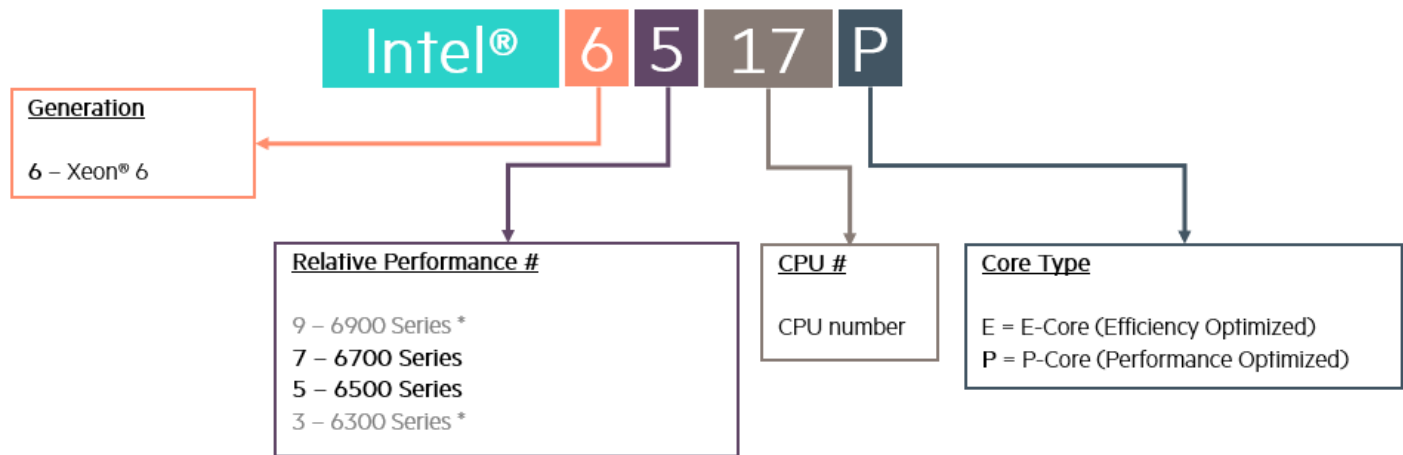 Intel® 6 5 17 P
Generation
6 – Xeon® 6
Relative Performance #
9 – 6900 Series *
7 – 6700 Series
5 – 6500 Series
3 – 6300 Series *
CPU #
CPU number
Core Type
E = E-Core (Efficiency Optimized)
P = P-Core (Performance Optimized)